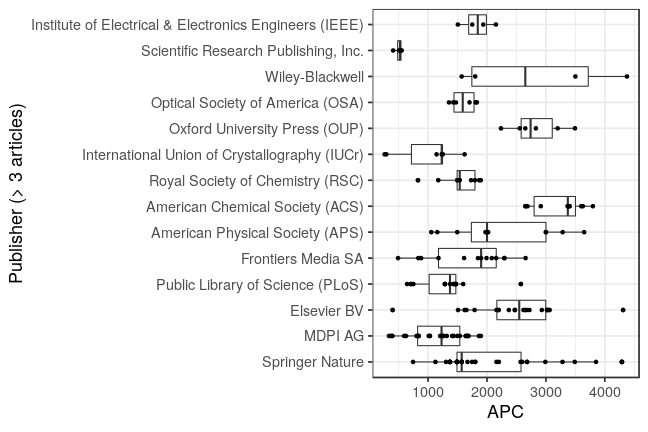 Publisher (> 3 articles)
Institute of Electrical & Electronics Engineers (IEEE)
Scientific Research Publishing, Inc.
Wiley-Blackwell
Optical Society of America (OSA)
Oxford University Press (OUP)
International Union of Crystallography (IUCr)
Royal Society of Chemistry (RSC)
American Chemical Society (ACS)
American Physical Society (APS)
Frontiers Media SA
Public Library of Science (PLoS)
Elsevier BV
MDPI AG
Springer Nature
1000 2000 3000 4000
APC